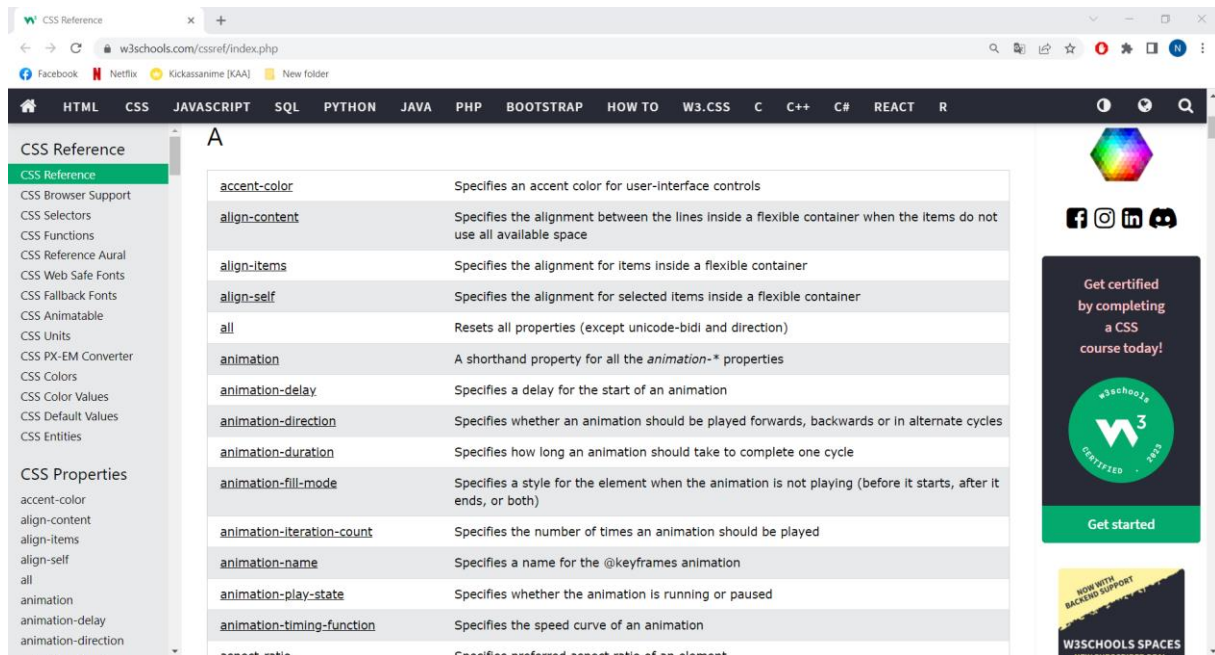 CSS Reference
w3schools.com/cssref/index.php
N
Facebook Netflix Kickassanime [KAA] New folder
HTML CSS JAVASCRIPT SQL PYTHON JAVA PHP BOOTSTRAP HOW TO W3.CSS C C++ C# REACT R
CSS Reference
CSS Reference
CSS Browser Support
CSS Selectors
CSS Functions
CSS Reference Aural
CSS Web Safe Fonts
CSS Fallback Fonts
CSS Animatable
CSS Units
CSS PX-EM Converter
CSS Colors
CSS Color Values
CSS Default Values
CSS Entities
CSS Properties
accent-color
align-content
align-items
align-self
all
animation
animation-delay
animation-direction
A
accent-color Specifies an accent color for user-interface controls
align-content Specifies the alignment between the lines inside a flexible container when the items do not
use all available space
align-items Specifies the alignment for items inside a flexible container
align-self Specifies the alignment for selected items inside a flexible container
all Resets all properties (except unicode-bidi and direction)
animation A shorthand property for all the animation-* properties
animation-delay Specifies a delay for the start of an animation
animation-direction Specifies whether an animation should be played forwards, backwards or in alternate cycles
animation-duration Specifies how long an animation should take to complete one cycle
animation-fill-mode Specifies a style for the element when the animation is not playing (before it starts, after it
ends, or both)
animation-iteration-count Specifies the number of times an animation should be played
animation-name Specifies a name for the @keyframes animation
animation-play-state Specifies whether the animation is running or paused
animation-timing-function Specifies the speed curve of an animation
aspect-ratio Specifies preferred aspect ratio of an element
Get certified
by completing
a CSS
course today!
w3schools
3
CERTIFIED . 2023
Get started
NOW WITH
BACKEND SUPPORT
W3SCHOOLS SPACES